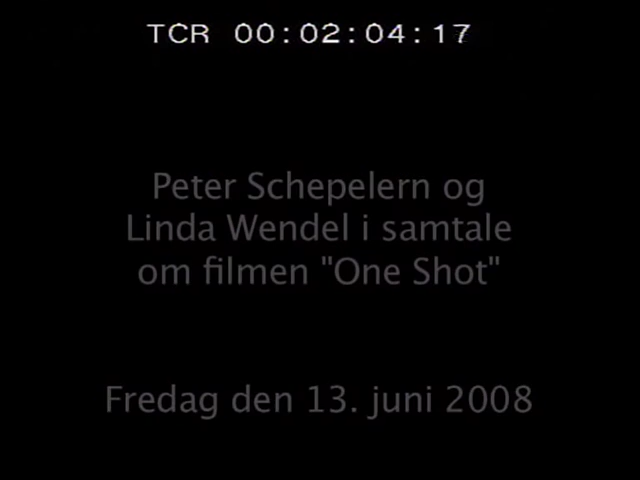 TCR 00:02:04:17
Peter Schepelern og
Linda Wendel i samtale
om filmen "One Shot"
Fredag den 13. juni 2008